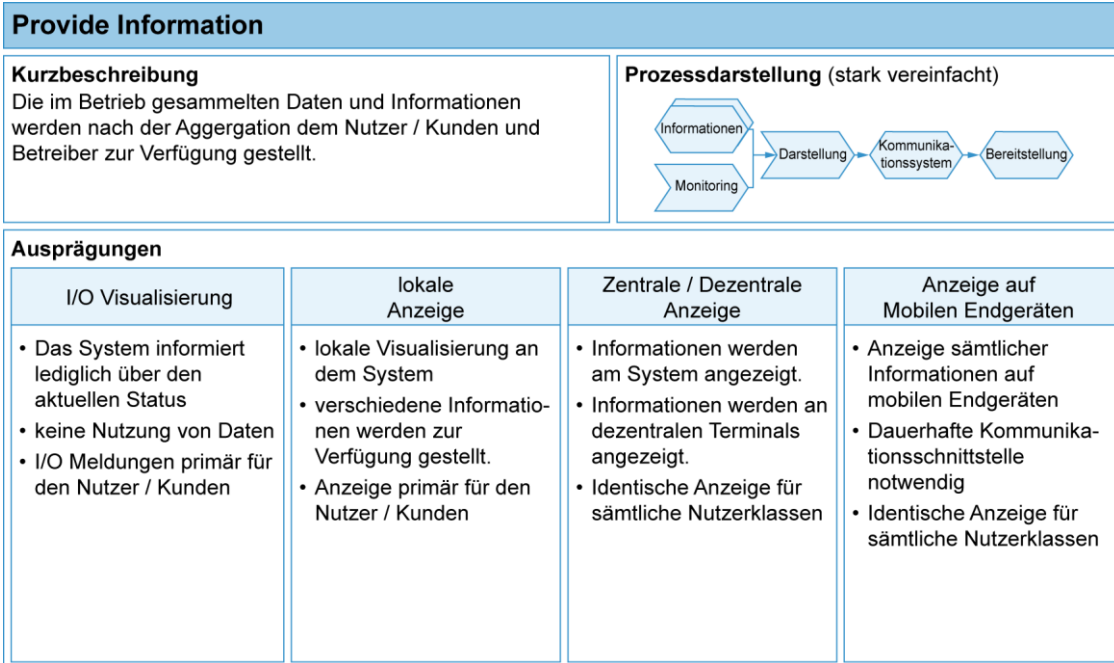 Provide Information
Kurzbeschreibung
Die im Betrieb gesammelten Daten und Informationen
werden nach der Aggergation dem Nutzer / Kunden und
Betreiber zur Verfügung gestellt.
Prozessdarstellung (stark vereinfacht)
Informationen
Monitoring
Darstellung
Kommunika-
tionssystem
Bereitstellung
Ausprägungen
I/O Visualisierung
• Das System informiert
lediglich über den
aktuellen Status
• keine Nutzung von Daten
• I/O Meldungen primär für
den Nutzer / Kunden
lokale
Anzeige
• lokale Visualisierung an
dem System
• verschiedene Informatio-
nen werden zur
Verfügung gestellt.
• Anzeige primär für den
Nutzer / Kunden
Zentrale / Dezentrale
Anzeige
• Informationen werden
am System angezeigt.
• Informationen werden an
dezentralen Terminals
angezeigt.
• Identische Anzeige für
sämtliche Nutzerklassen
Anzeige auf
Mobilen Endgeräten
• Anzeige sämtlicher
Informationen auf
mobilen Endgeräten
• Dauerhafte Kommunika-
tionsschnittstelle
notwendig
• Identische Anzeige für
sämtliche Nutzerklassen